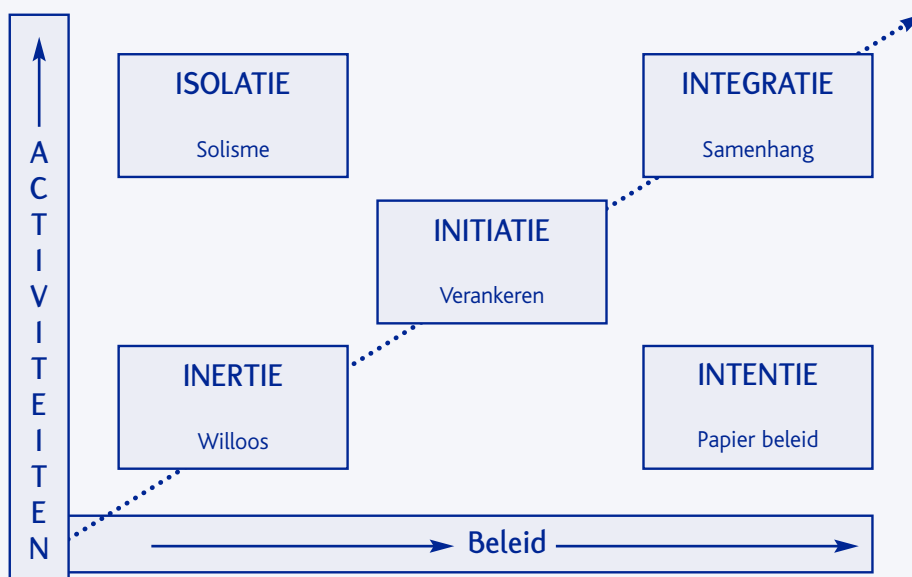 ACTIVITEITEN
ISOLATIE
Solisme
INTEGRATIE
Samenhang
INITIATIE
Verankeren
INERTIE
Willoos
INTENTIE
Papier beleid
Beleid